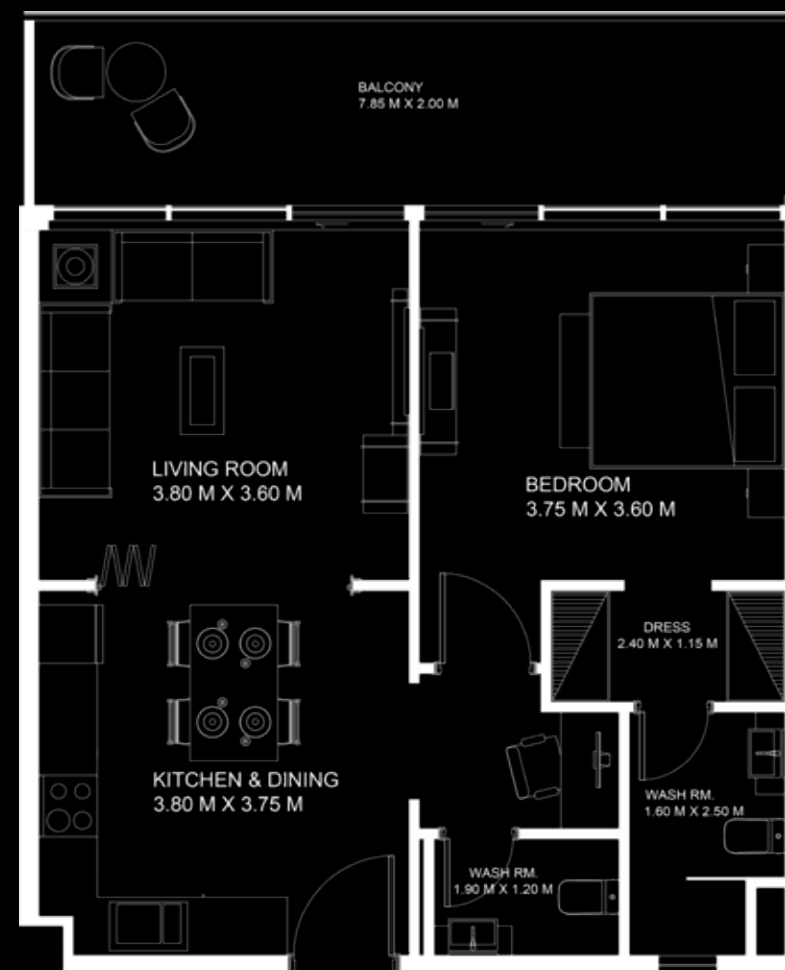 BALCONY
7.85 M X 2.00 M
LIVING ROOM
3.80 M X 3.60 M
BEDROOM
3.75 M X 3.60 M
DRESS
2.40 M X 1.15 M
KITCHEN & DINING
3.80 M X 3.75 M
WASH RM.
1.60 M X 2.50 M
WASH RM.
1.90 M X 1.20 M